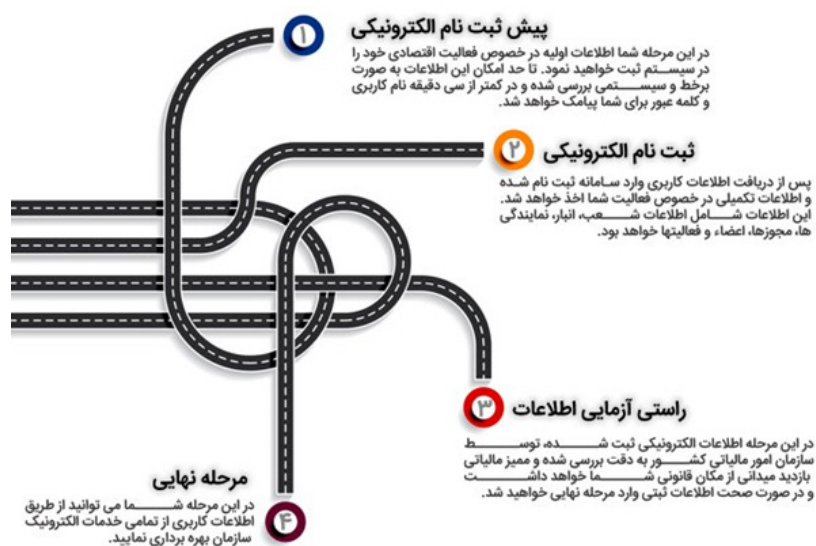 ۱
پیش ثبت نام الکترونیکی
در این مرحله شما اطلاعات اولیه در خصوص فعالیت اقتصادی خود را
در سیستم ثبت خواهید نمود. تا حد امکان این اطلاعات به صورت
برخط و سیستمی بررسی شده و در کمتر از سی دقیقه نام کاربری
و کلمه عبور برای شما پیامک خواهد شد.
۲
ثبت نام الکترونیکی
پس از دریافت اطلاعات کاربری وارد سامانه ثبت نام شده
و اطلاعات تکمیلی در خصوص فعالیت شما اخذ خواهد شد.
این اطلاعات شامل اطلاعات شعب، انبار، نمایندگی
ها، مجوزها، اعضاء و فعالیتها خواهد بود.
۳
راستی آزمایی اطلاعات
در این مرحله اطلاعات الکترونیکی ثبت شده، توسط
سازمان امور مالیاتی کشور به دقت بررسی شده و ممیز مالیاتی
بازدید میدانی از مکان قانونی شما خواهد داشت
و در صورت صحت اطلاعات ثبتی وارد مرحله نهایی خواهید شد.
مرحله نهایی
۴
در این مرحله شما می توانید از طریق
اطلاعات کاربری از تمامی خدمات الکترونیک
سازمان بهره برداری نمایید.